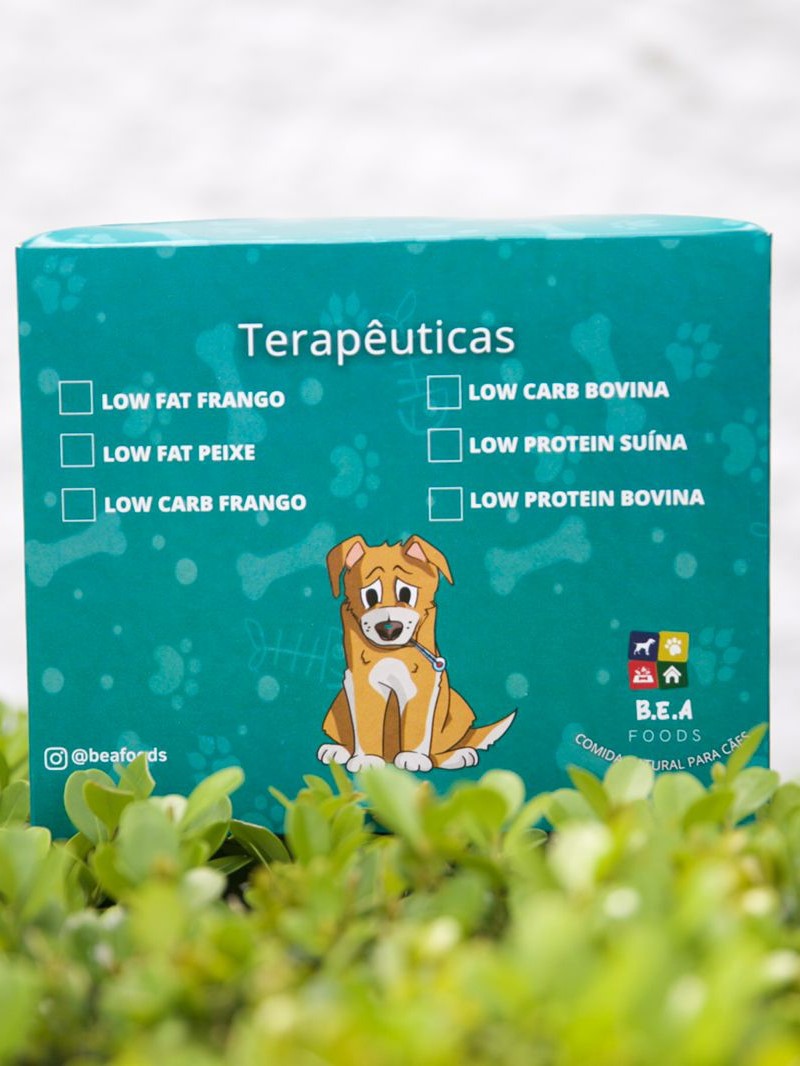 Terapêuticas
LOW FAT FRANGO
LOW FAT PEIXE
LOW CARB FRANGO
LOW CARB BOVINA
LOW PROTEIN SUÍNA
LOW PROTEIN BOVINA
@beafoods
B.E.A
FOODS
COMIDA PARA CÃES